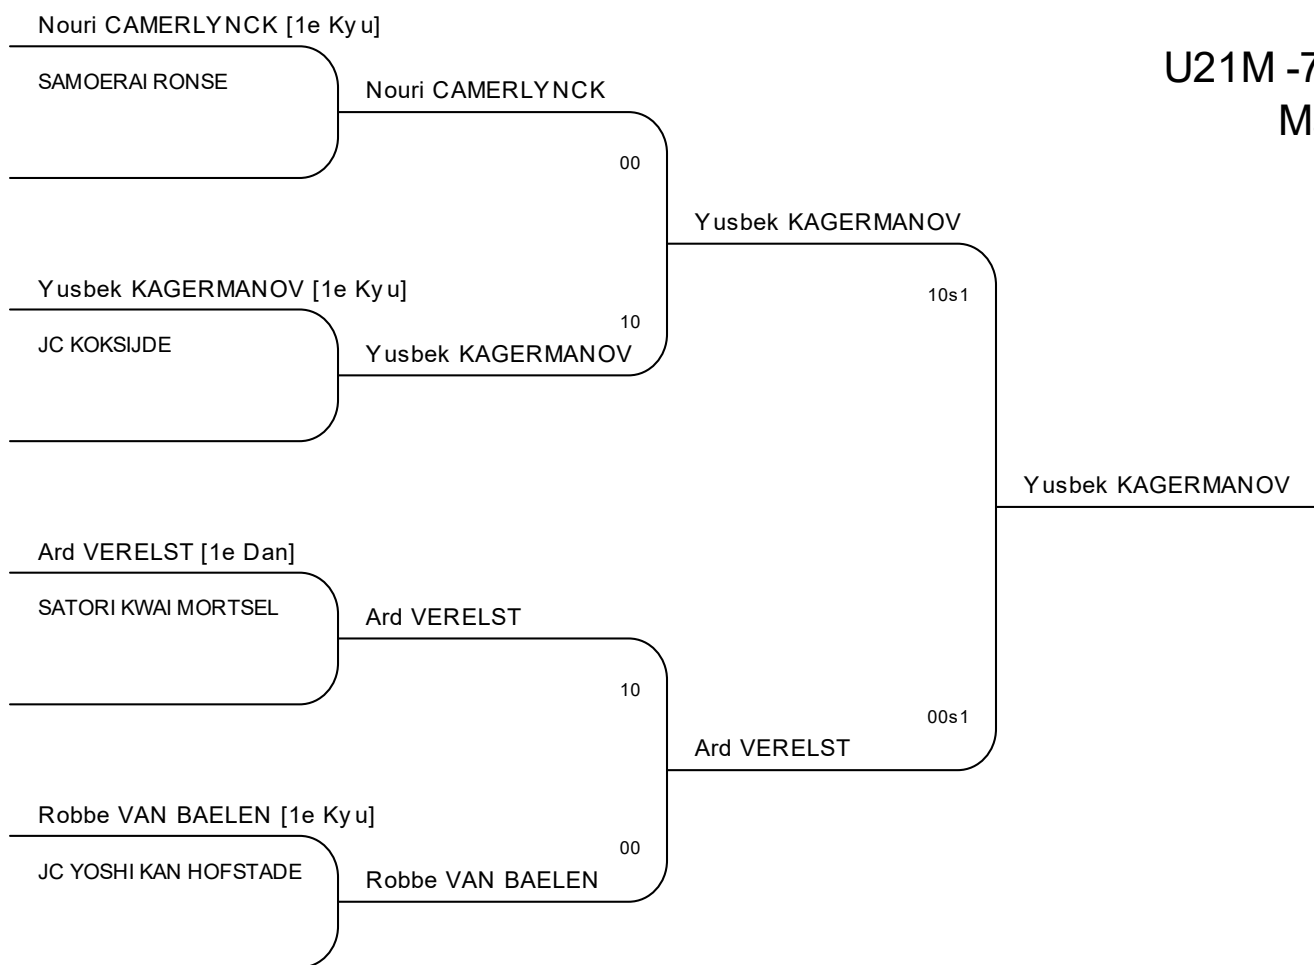 Nouri CAMERLYNCK [1e Kyu]
SAMOERAI RONSE
Nouri CAMERLYNCK
U21M -7
M
00
Yusbek KAGERMANOV
Yusbek KAGERMANOV [1e Kyu]
10s1
10
JC KOKSIJDE
Yusbek KAGERMANOV
Yusbek KAGERMANOV
Ard VERELST [1e Dan]
SATORI KWAI MORTSEL
Ard VERELST
10
00s1
Ard VERELST
Robbe VAN BAELEN [1e Kyu]
00
JC YOSHI KAN HOFSTADE
Robbe VAN BAELEN